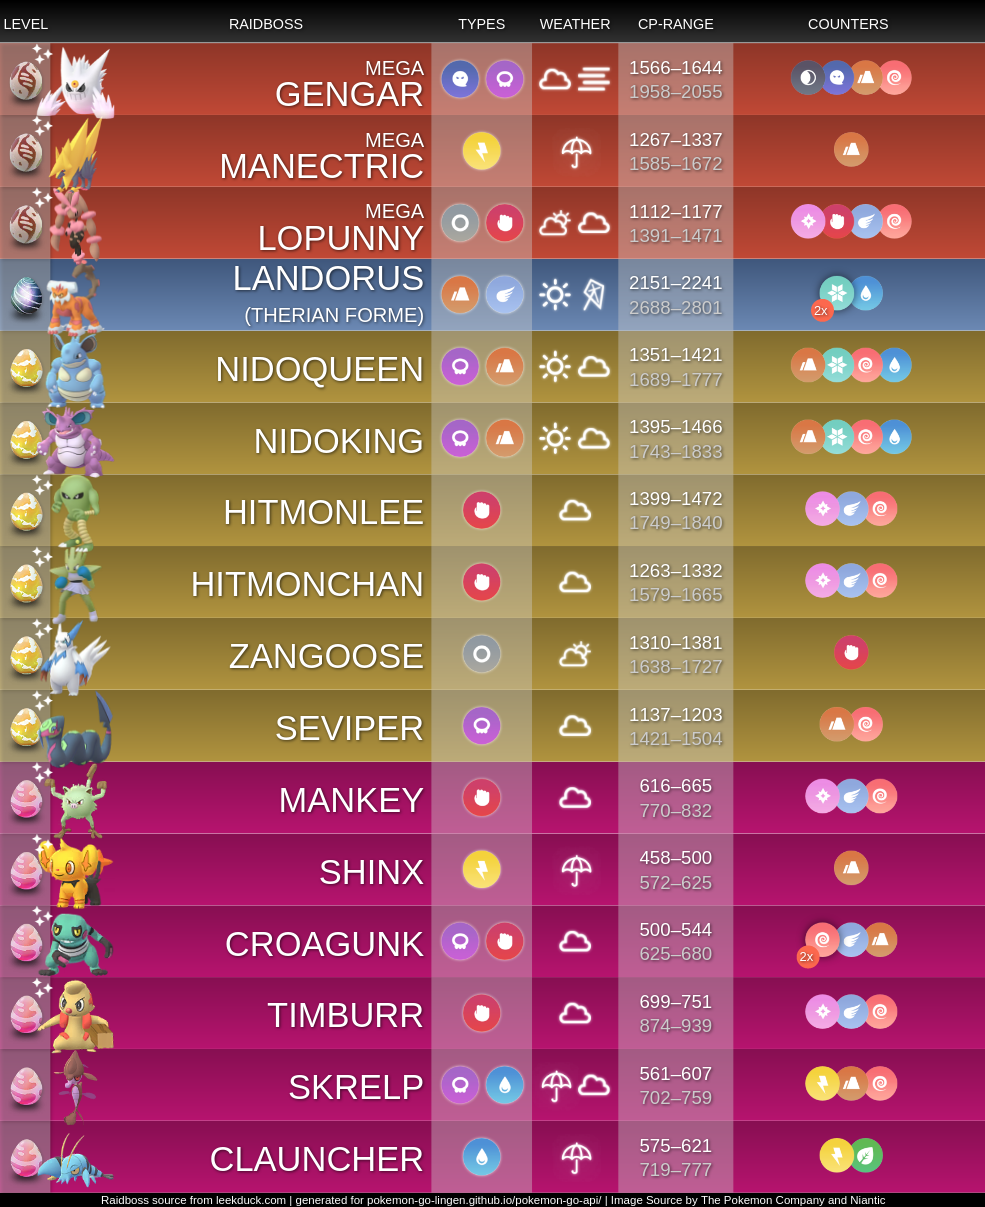 LEVEL RAIDBOSS TYPES WEATHER CP-RANGE COUNTERS
MEGA
GENGAR
1566–1644
1958–2055
MEGA
MANECTRIC
1267–1337
1585–1672
MEGA
LOPUNNY
1112–1177
1391–1471
LANDORUS
(THERIAN FORME)
2151–2241
2688–2801
2x
NIDOQUEEN
1351–1421
1689–1777
NIDOKING
1395–1466
1743–1833
HITMONLEE
1399–1472
1749–1840
HITMONCHAN
1263–1332
1579–1665
ZANGOOSE
1310–1381
1638–1727
SEVIPER
1137–1203
1421–1504
MANKEY
616–665
770–832
SHINX
458–500
572–625
CROAGUNK
500–544
625–680
2x
TIMBURR
699–751
874–939
SKRELP
561–607
702–759
CLAUNCHER
575–621
719–777
Raidboss source from leekduck.com | generated for pokemon-go-lingen.github.io/pokemon-go-api/ | Image Source by The Pokemon Company and Niantic